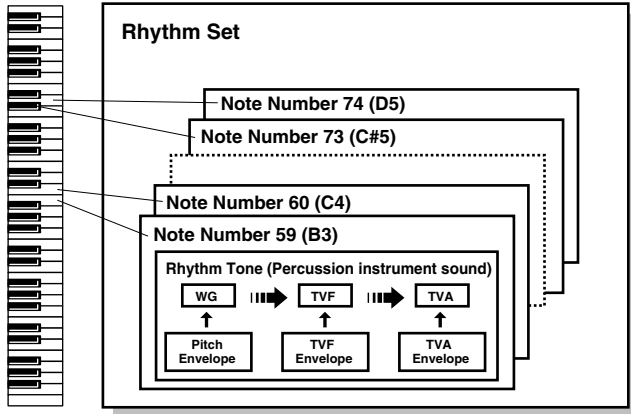 Rhythm Set
Note Number 74 (D5)
Note Number 73 (C#5)
Note Number 60 (C4)
Note Number 59 (B3)
Rhythm Tone (Percussion instrument sound)
WG TVF TVA
Pitch TVF TVA
Envelope Envelope Envelope